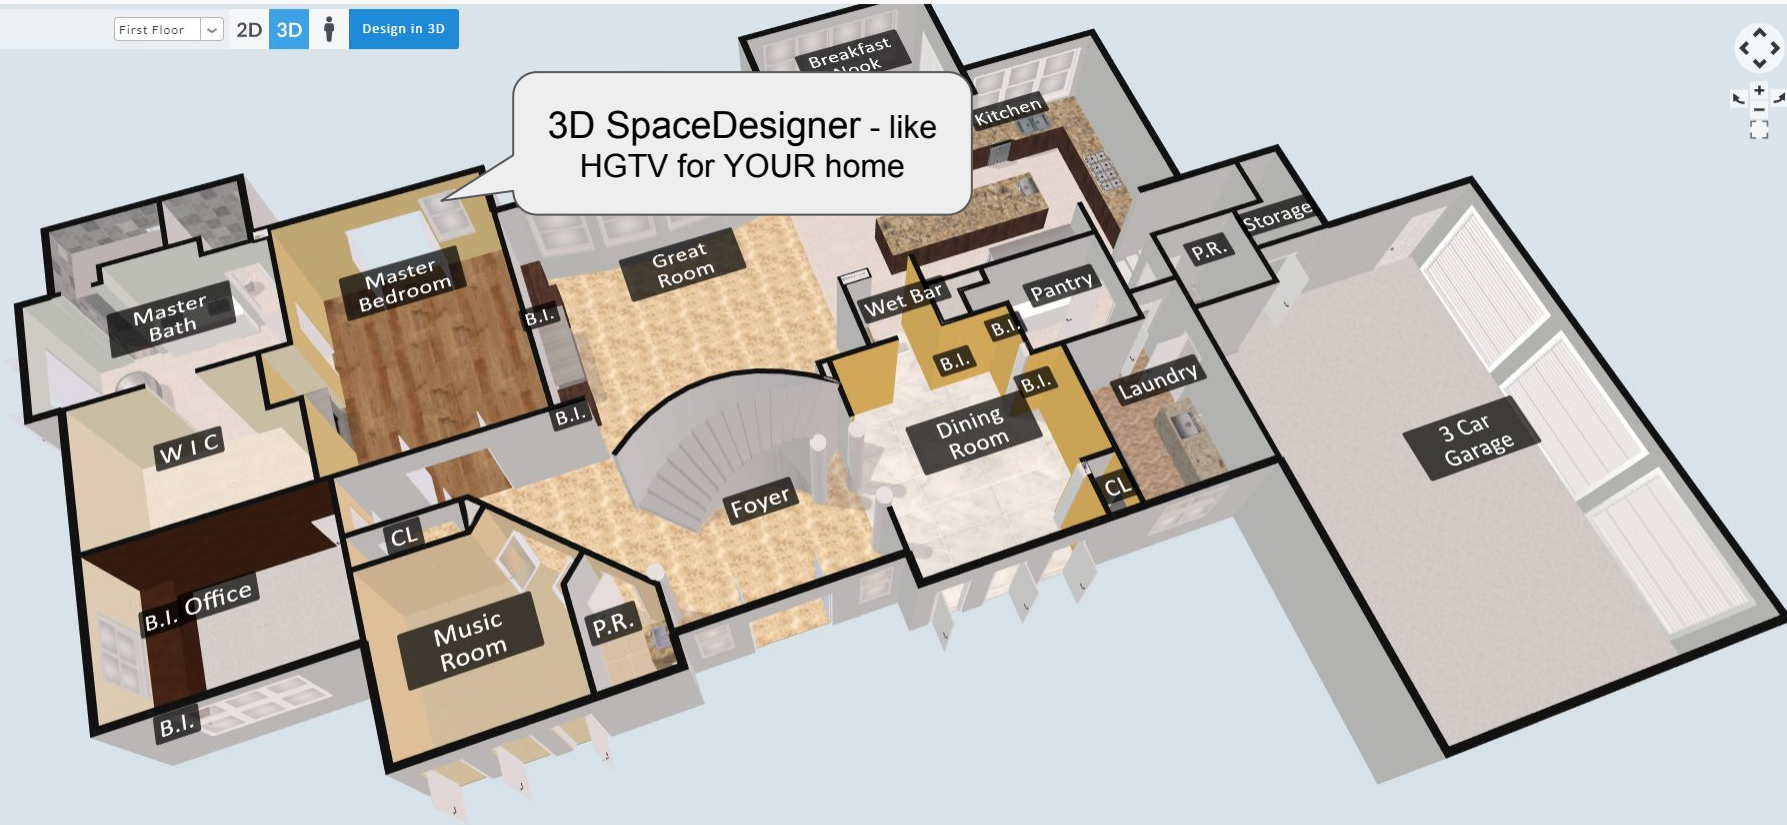 First Floor
2D
3D
Design in 3D
Breakfast
Nook
3D SpaceDesigner - like
HGTV for YOUR home
Kitchen
Storage
P.R.
Great
Room
Master
Bedroom
Master
Bath
Wet Bar
Pantry
B.I.
B.I.
B.I.
B.I.
B.I.
Laundry
Dining
Room
3 Car
Garage
W I C
Foyer
CL
CL
B.I.
Office
Music
Room
P.R.
B.I.